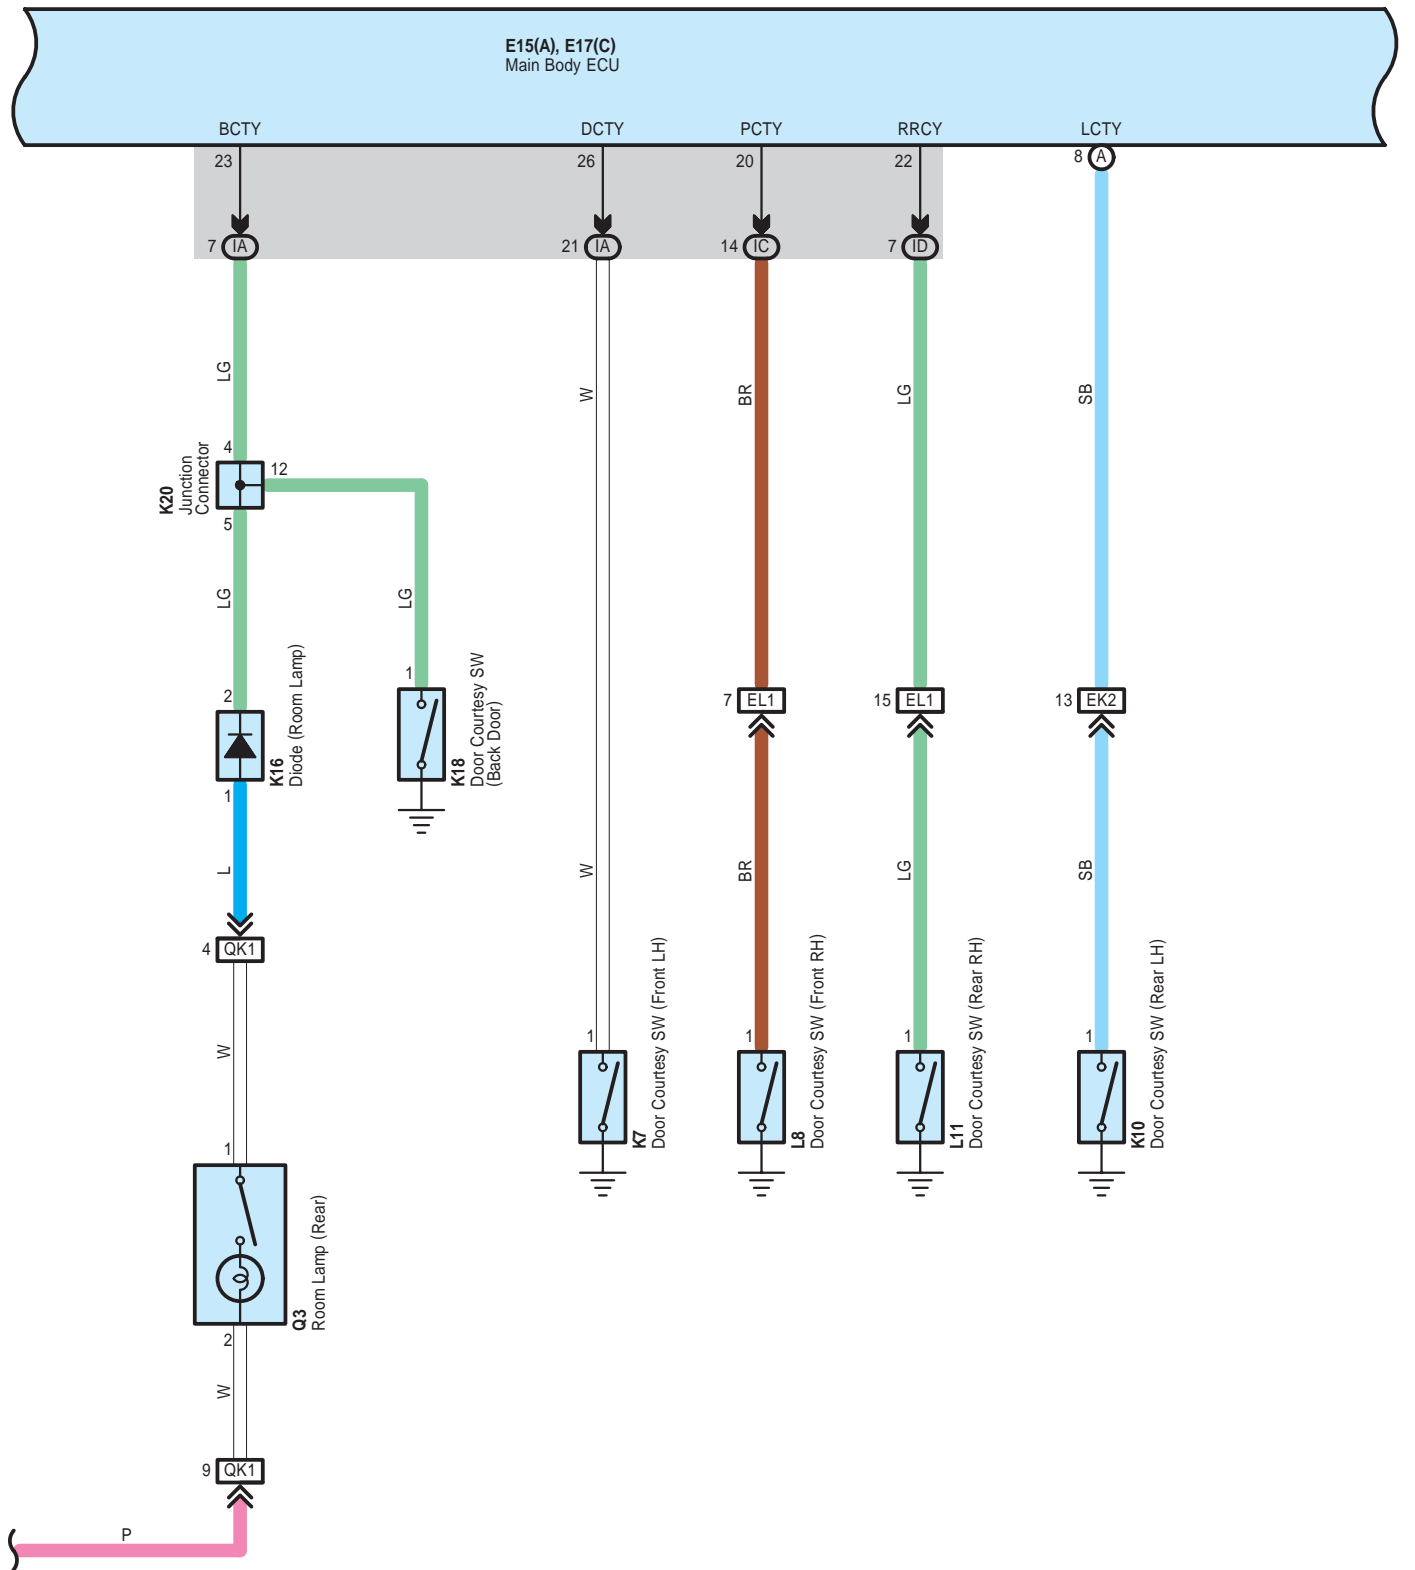 E15(A), E17(C)
Main Body ECU
BCTY DCTY PCTY RRCY LCTY
23 26 20 22 8 A
7 IA 21 IA 14 IC 7 ID
LG W BR LG SB
4
K20
Junction
Connector
12
5
LG LG
2
K16
Diode (Room Lamp)
1
K18
Door Courtesy SW
(Back Door)
7 EL1 15 EL1 13 EK2
1
L W BR LG SB
4 QK1
W
1 1 1 1
K7
Door Courtesy SW (Front LH)
L8
Door Courtesy SW (Front RH)
L11
Door Courtesy SW (Rear RH)
K10
Door Courtesy SW (Rear LH)
1
Q3
Room Lamp (Rear)
2
W
9 QK1
P